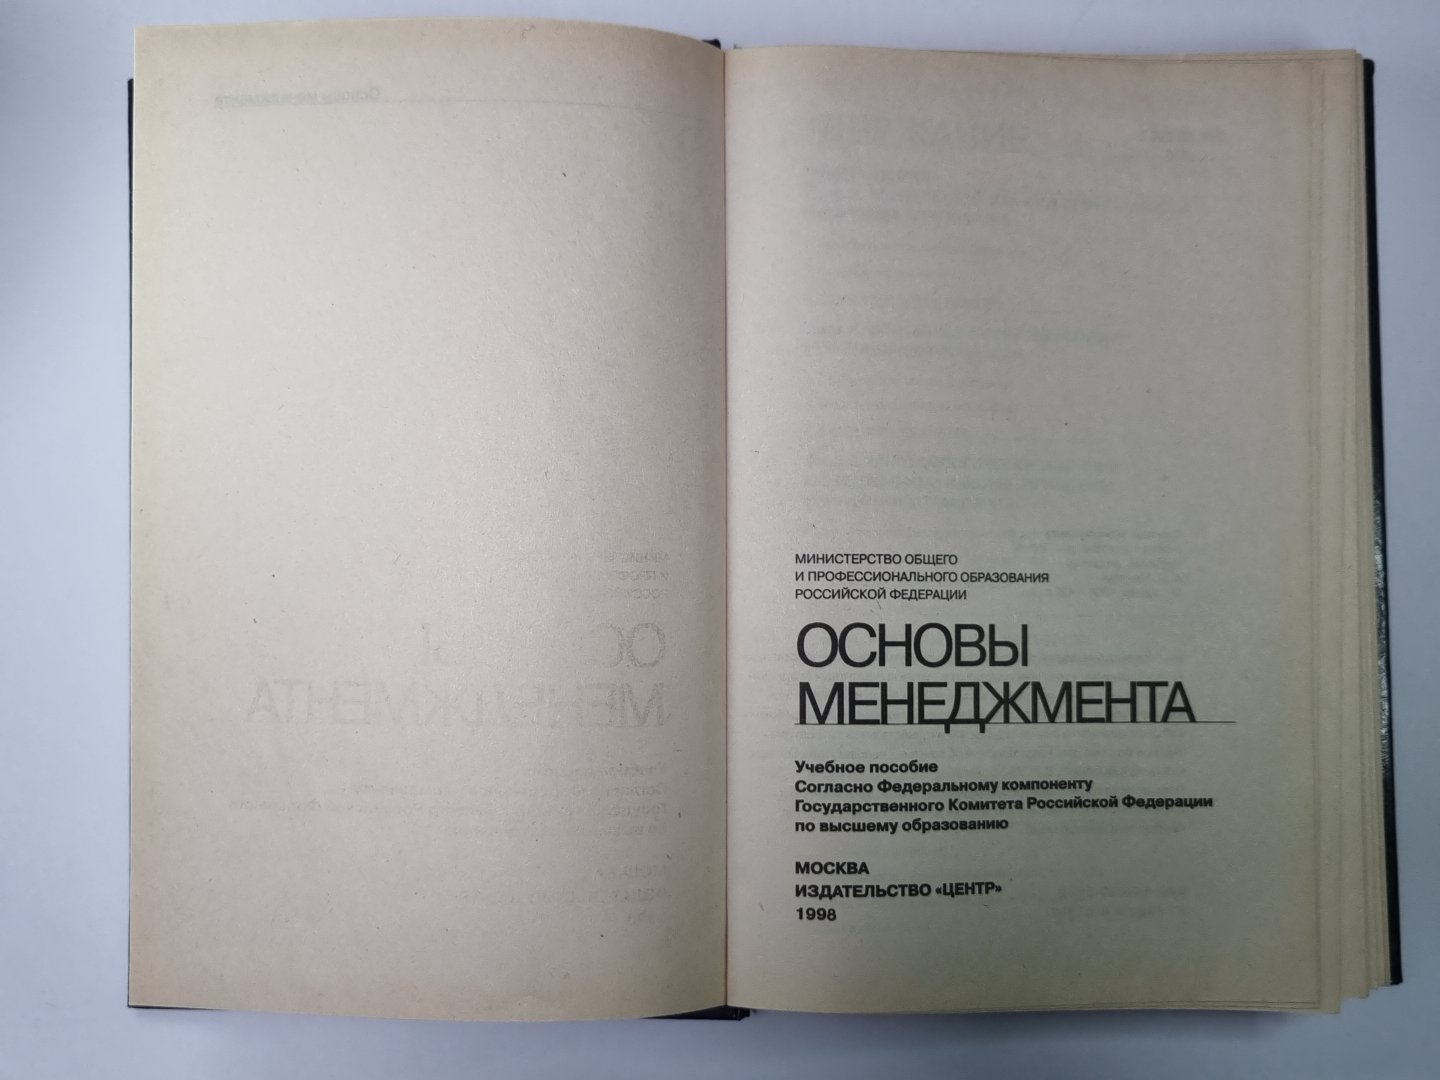 МИНИСТЕРСТВО ОБЩЕГО
И ПРОФЕССИОНАЛЬНОГО ОБРАЗОВАНИЯ
РОССИЙСКОЙ ФЕДЕРАЦИИ
ОСНОВЫ
МЕНЕДЖМЕНТА
Учебное пособие
Согласно Федеральному компоненту
Государственного Комитета Российской Федерации
по высшему образованию
МОСКВА
ИЗДАТЕЛЬСТВО «ЦЕНТР»
1998